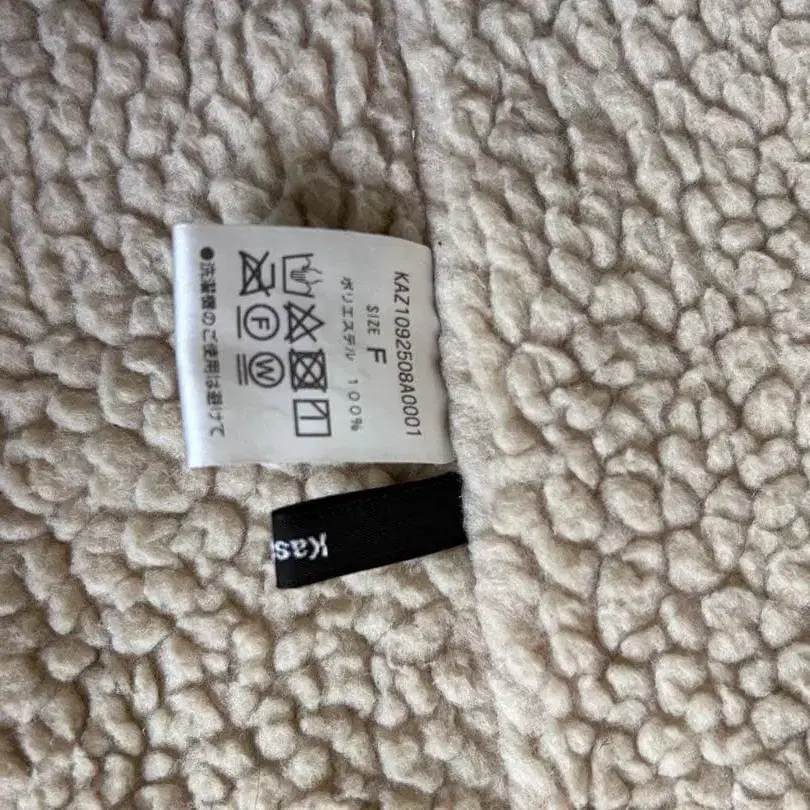 KAZ1092508A0001
SIZE F
ポリエステル 100%
F W
●洗濯機のご使用は避けて
Kas